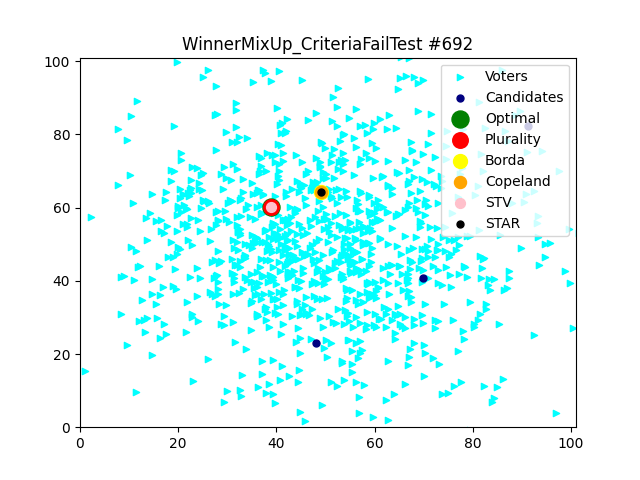 WinnerMixUp_CriteriaFailTest #692
100
80
60
40
20
0
0
20
40
60
80
100
Voters
Candidates
Optimal
Plurality
Borda
Copeland
STV
STAR